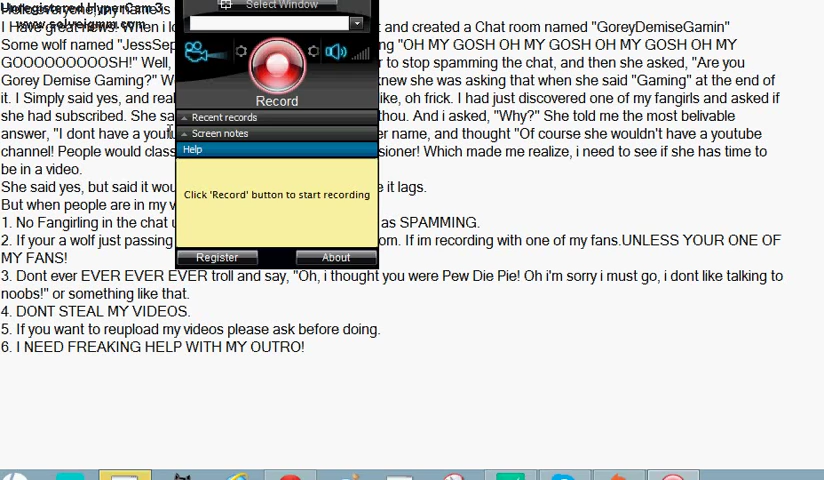 Unregistered HyperCam 3
www.solveigmm.com
Hello everyone, my name is
Select Window
I Have great news! When i lo t and created a Chat room named "GoreyDemiseGamin"
Some wolf named "JessSep ng "OH MY GOSH OH MY GOSH OH MY GOSH OH MY
GOOOOOOOOOSH!" Well, er to stop spamming the chat, and then she asked, "Are you
Gorey Demise Gaming?" W knew she was asking that when she said "Gaming" at the end of
it. I Simply said yes, and real like, oh frick. I had just discovered one of my fangirls and asked if
Record
she had subscribed. She sa thou. And i asked, "Why?" She told me the most belivable
Recent records
answer, "I dont have a youtu er name, and thought "Of course she wouldn't have a youtube
Screen notes
channel! People would class sioner! Which made me realize, i need to see if she has time to
Help
be in a video.
She said yes, but said it wou e it lags.
Click 'Record' button to start recording
But when people are in my v
1. No Fangirling in the chat u as SPAMMING.
2. If your a wolf just passing om. If im recording with one of my fans.UNLESS YOUR ONE OF
MY FANS!
Register About
3. Dont ever EVER EVER EVER troll and say, "Oh, i thought you were Pew Die Pie! Oh i'm sorry i must go, i dont like talking to
noobs!" or something like that.
4. DONT STEAL MY VIDEOS.
5. If you want to reupload my videos please ask before doing.
6. I NEED FREAKING HELP WITH MY OUTRO!